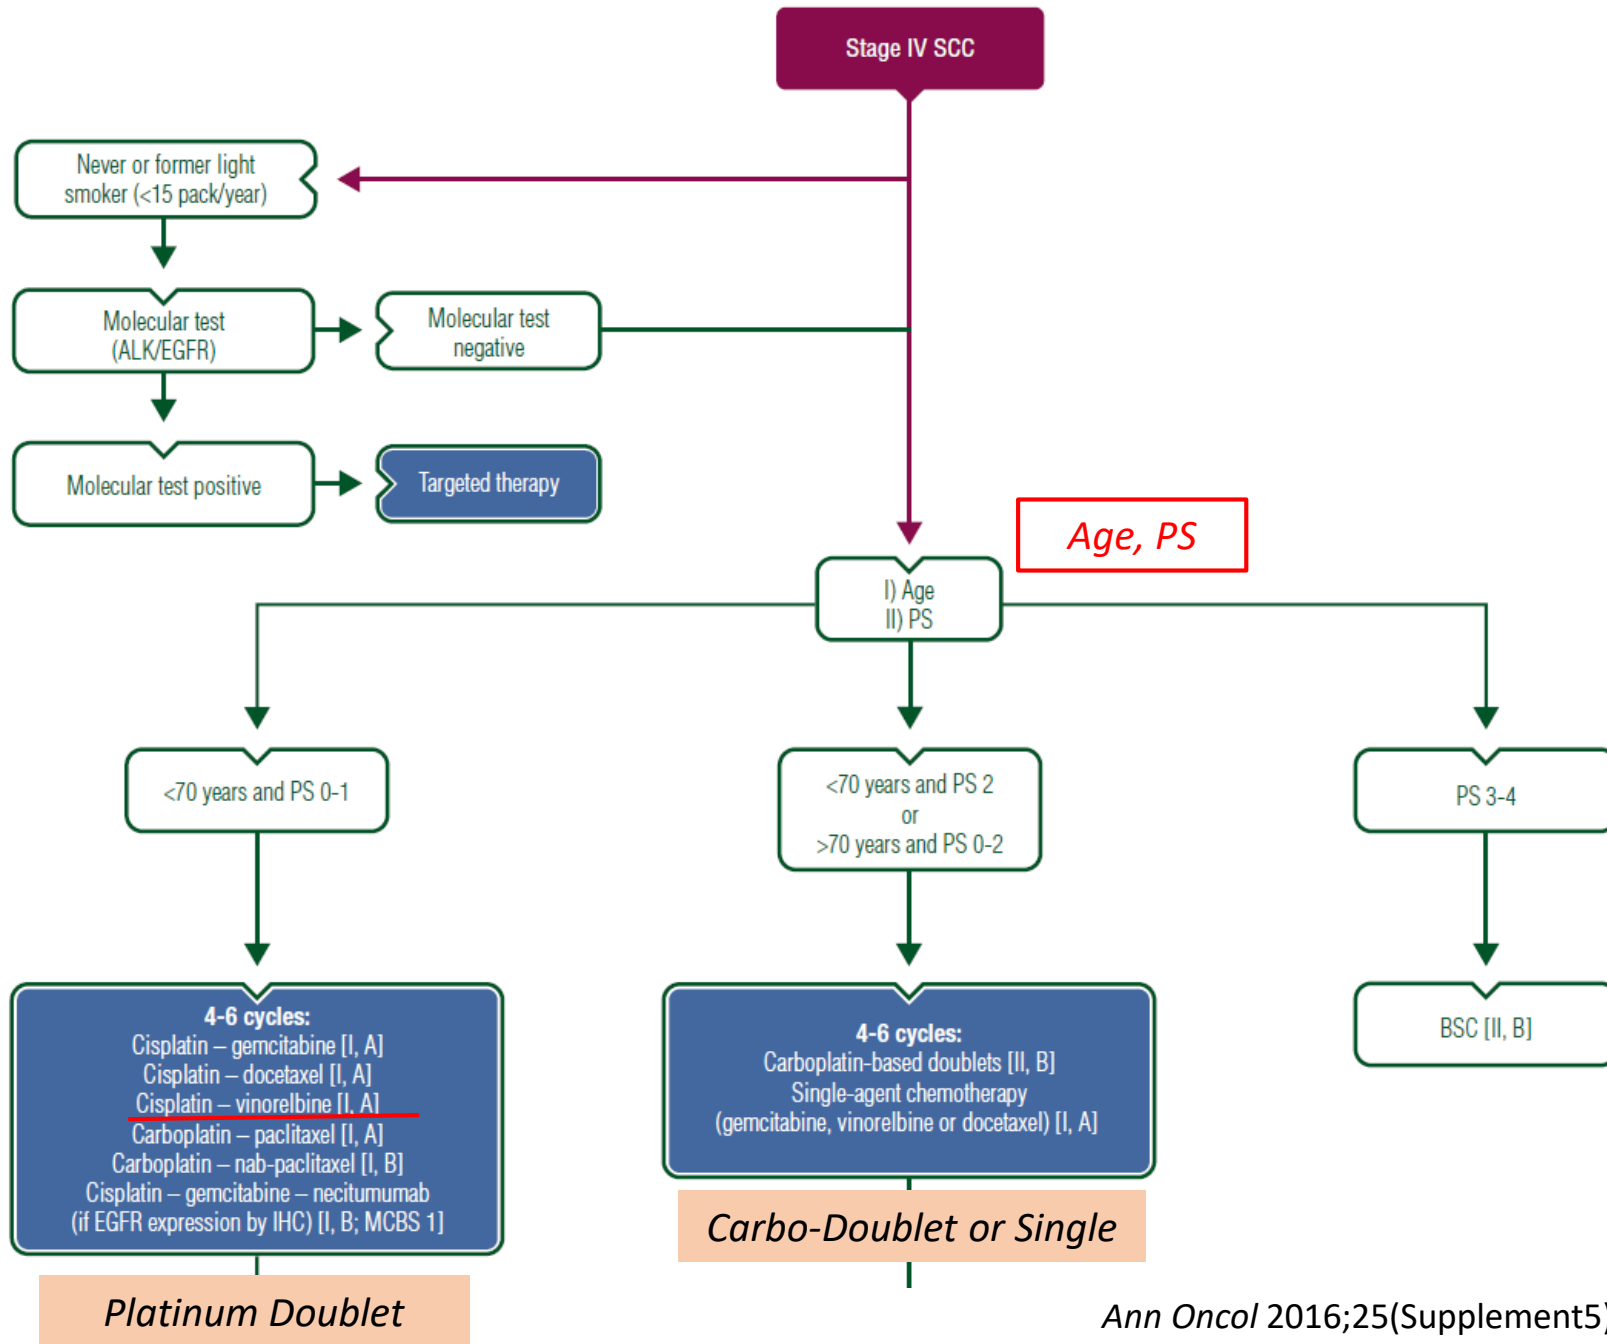 Stage IV SCC
Never or former light
smoker (<15 pack/year)
Molecular test
(ALK/EGFR)
Molecular test
negative
Molecular test positive
Targeted therapy
Age, PS
I) Age
II) PS
<70 years and PS 0-1
<70 years and PS 2
or
>70 years and PS 0-2
PS 3-4
4-6 cycles:
Cisplatin – gemcitabine [I, A]
Cisplatin – docetaxel [I, A]
Cisplatin – vinorelbine [I, A]
Carboplatin – paclitaxel [I, A]
Carboplatin – nab-paclitaxel [I, B]
Cisplatin – gemcitabine – necitumumab
(if EGFR expression by IHC) [I, B; MCBS 1]
4-6 cycles:
Carboplatin-based doublets [II, B]
Single-agent chemotherapy
(gemcitabine, vinorelbine or docetaxel) [I, A]
BSC [II, B]
Carbo-Doublet or Single
Platinum Doublet
Ann Oncol 2016;25(Supplement5)